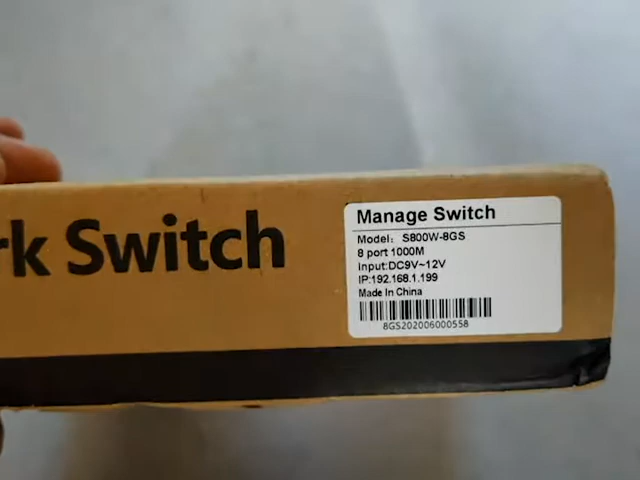 rk Switch
Manage Switch
Model: S800W-8GS
8 port 1000M
Input:DC9V~12V
IP:192.168.1.199
Made In China
8GS202006000558